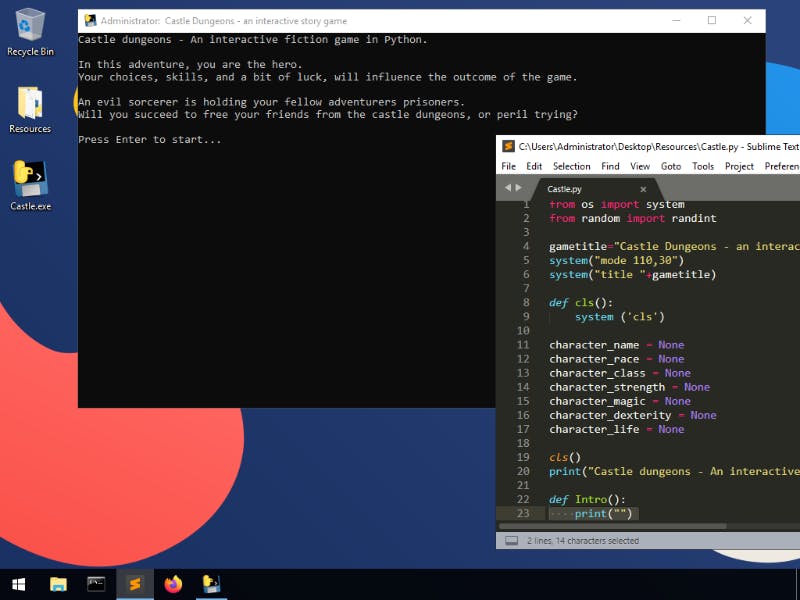 Recycle Bin
Resources
Castle.exe
Administrator: Castle Dungeons - an interactive story game
Castle dungeons - An interactive fiction game in Python.
In this adventure, you are the hero.
Your choices, skills, and a bit of luck, will influence the outcome of the game.
An evil sorcerer is holding your fellow adventurers prisoners.
Will you succeed to free your friends from the castle dungeons, or peril trying?
Press Enter to start...
C:\Users\Administrator\Desktop\Resources\Castle.py - Sublime Text
File Edit Selection Find View Goto Tools Project Preferen
Castle.py
1 from os import system
2 from random import randint
3
4 gametitle="Castle Dungeons - an interac
5 system("mode 110,30")
6 system("title "+gametitle)
7
8 def cls():
9 system ('cls')
10
11 character_name = None
12 character_race = None
13 character_class = None
14 character_strength = None
15 character_magic = None
16 character_dexterity = None
17 character_life = None
18
19 cls()
20 print("Castle dungeons - An interactive
21
22 def Intro():
23 print("")
2 lines, 14 characters selected